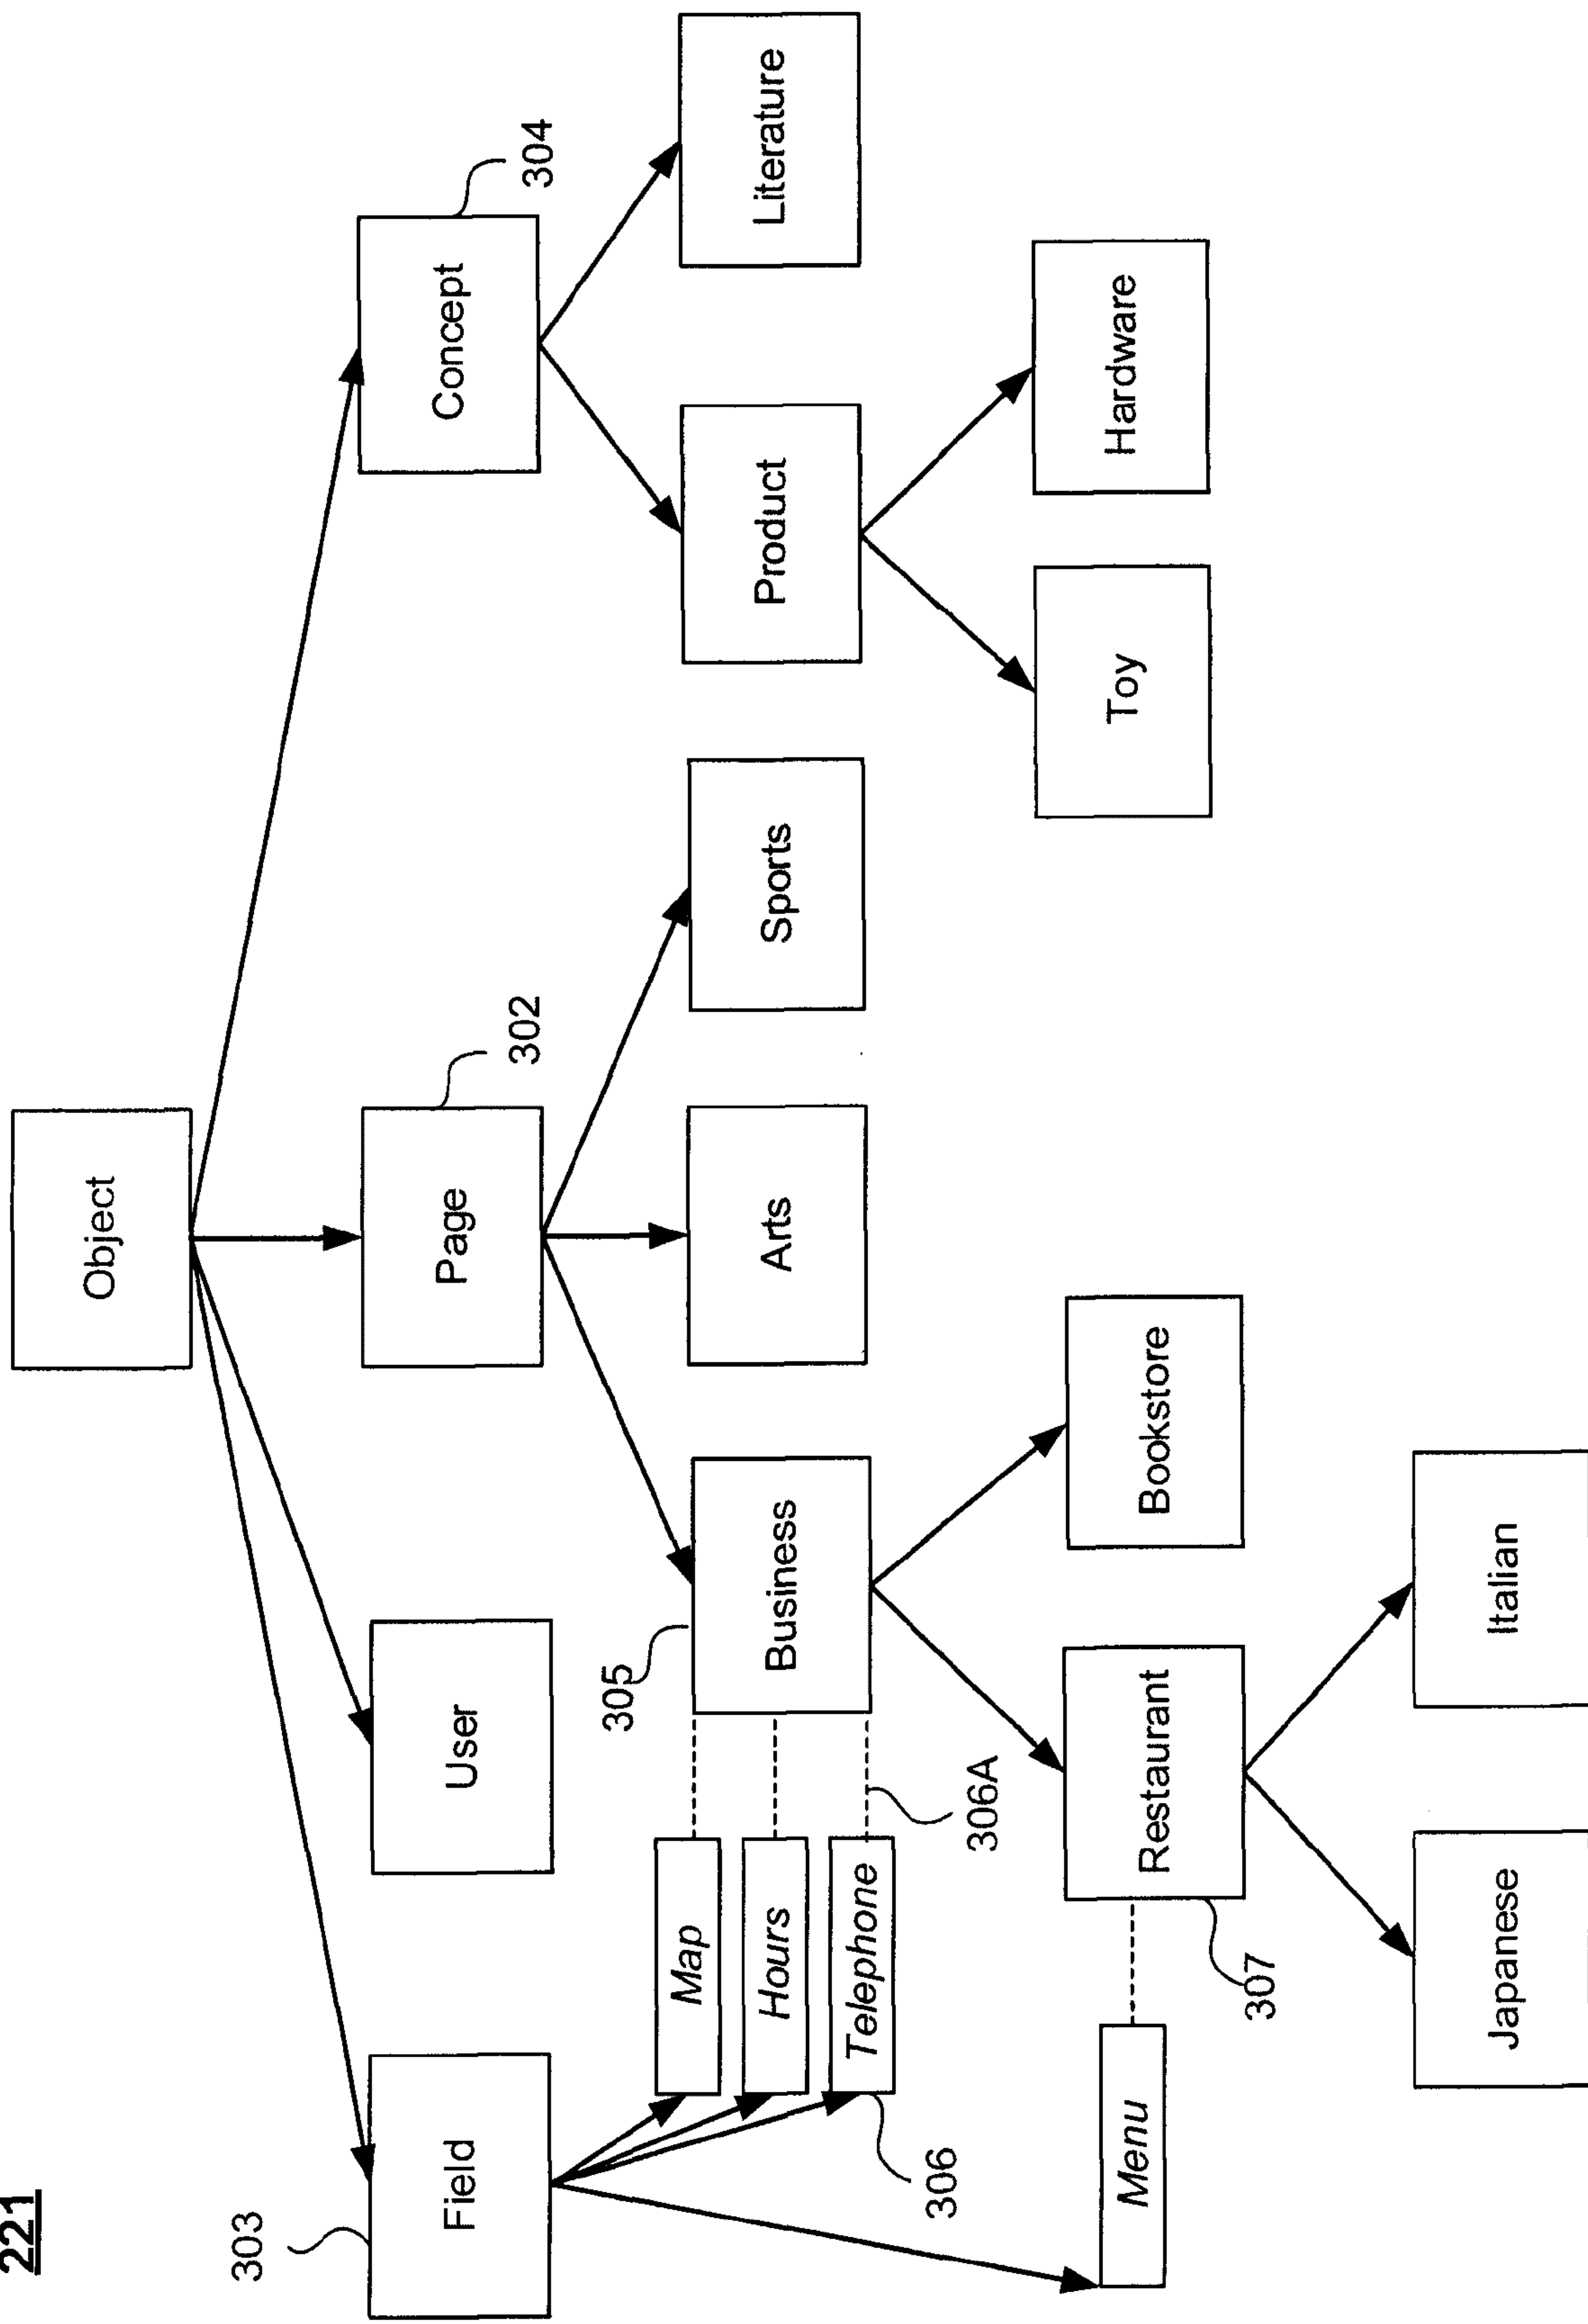 221
Object
303
Field
User
Page
302
Concept
304
Map
Hours
Telephone
306
306A
305
Business
Arts
Sports
Product
Literature
Menu
307
Restaurant
Bookstore
Toy
Hardware
Japanese
Italian